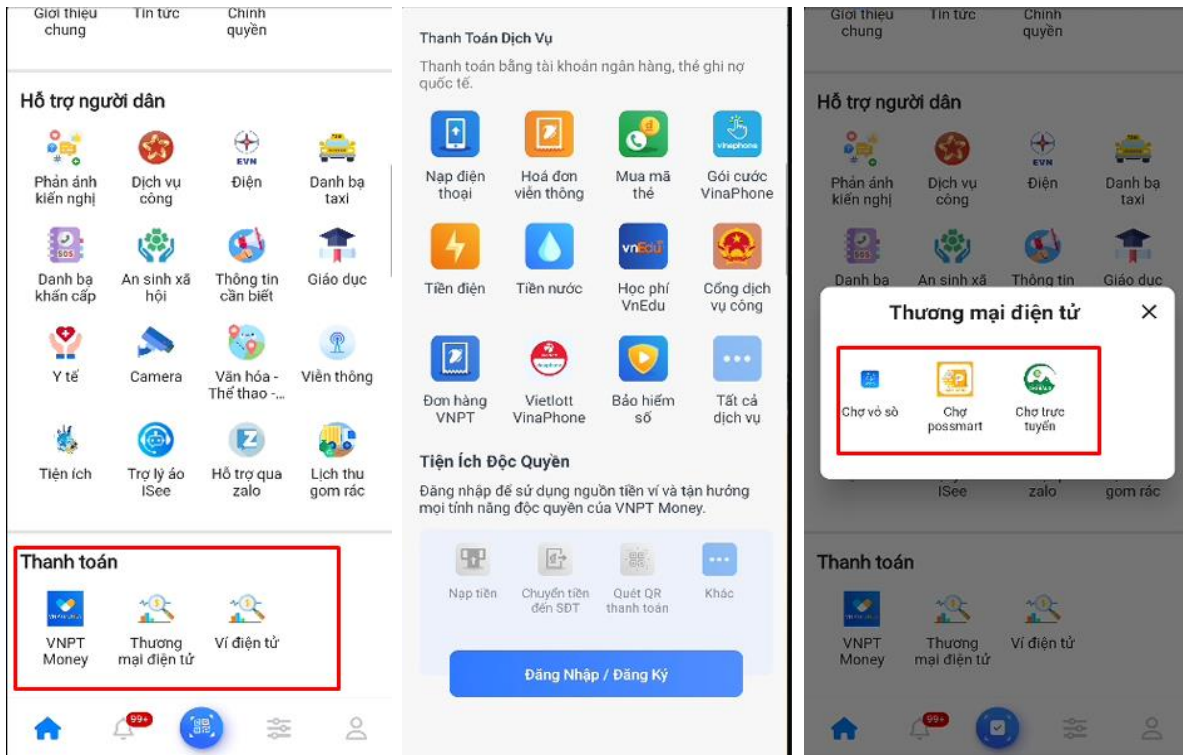 Giới thiệu
chung
Tin tức
Chính
quyền
Hỗ trợ người dân
EVN
Phản ánh
kiến nghị
Dịch vụ
công
Điện
Danh bạ
taxi
SOS
Danh bạ
khẩn cấp
An sinh xã
hội
Thông tin
cần biết
Giáo dục
Y tế
Camera
Văn hóa -
Thể thao -...
Viễn thông
Tiện ích
Trợ lý ảo
ISee
Hỗ trợ qua
zalo
Lịch thu
gom rác
Thanh toán
VNPT
Money
Thương
mại điện tử
Ví điện tử
99+
Thanh Toán Dịch Vụ
Thanh toán bằng tài khoản ngân hàng, thẻ ghi nợ
quốc tế.
vinaphone
Nạp điện
thoại
Hoá đơn
viễn thông
Mua mã
thẻ
Gói cước
VinaPhone
vnEdu
Tiền điện
Tiền nước
Học phí
VnEdu
Cổng dịch
vụ công
Đơn hàng
VNPT
Vietlott
VinaPhone
Bảo hiểm
số
Tất cả
dịch vụ
Tiện Ích Độc Quyền
Đăng nhập để sử dụng nguồn tiền ví và tận hưởng
mọi tính năng độc quyền của VNPT Money.
Nạp tiền
Chuyển tiền
đến SĐT
Quét QR
thanh toán
Khác
Đăng Nhập / Đăng Ký
Giới thiệu
chung
Tin tức
Chính
quyền
Hỗ trợ người dân
EVN
Phản ánh
kiến nghị
Dịch vụ
công
Điện
Danh bạ
taxi
SOS
Danh bạ
An sinh xã
Thông tin
Giáo dục
Thương mại điện tử
Chợ vỏ sò
Chợ
possmart
Chợ trực
tuyến
ISee
zalo
gom rác
Thanh toán
VNPT
Money
Thương
mại điện tử
Ví điện tử
99+